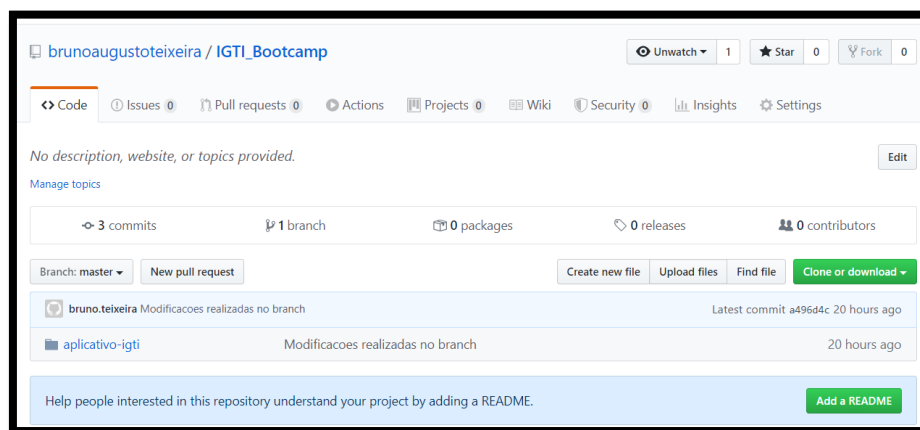 brunoaugustoteixeira / IGTI_Bootcamp
Unwatch 1 Star 0 Fork 0
<> Code Issues 0 Pull requests 0 Actions Projects 0 Wiki Security 0 Insights Settings
No description, website, or topics provided. Edit
Manage topics
3 commits 1 branch 0 packages 0 releases 0 contributors
Branch: master New pull request Create new file Upload files Find file Clone or download
bruno.teixeira Modificacoes realizadas no branch Latest commit a496d4c 20 hours ago
aplicativo-igti Modificacoes realizadas no branch 20 hours ago
Help people interested in this repository understand your project by adding a README. Add a README